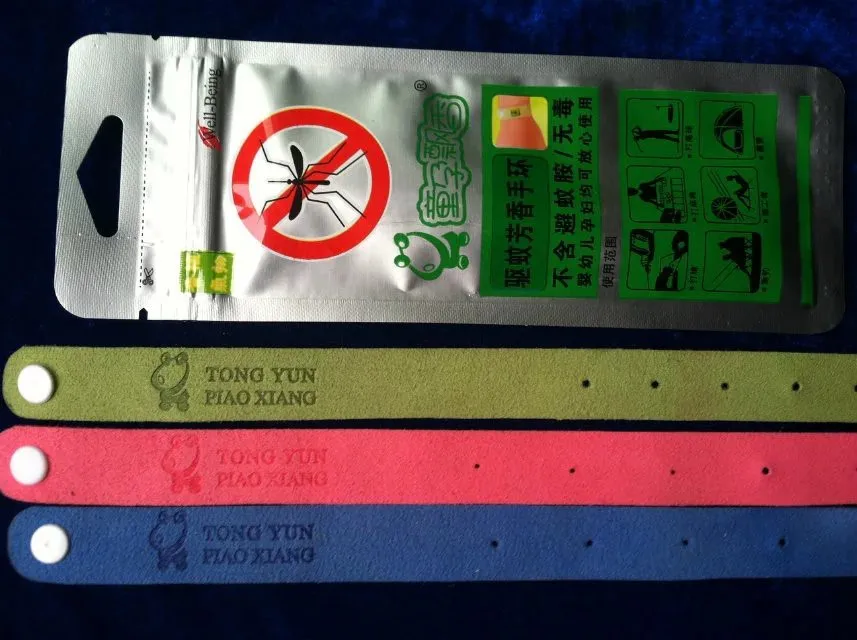 Well-Being
童孕飘香®
驱蚊芳香手环
不含避蚊胺/无毒
婴幼儿孕妇均可放心使用
使用范围
TONG YUN
PIAO XIANG
TONG YUN
PIAO XIANG
TONG YUN
PIAO XIANG